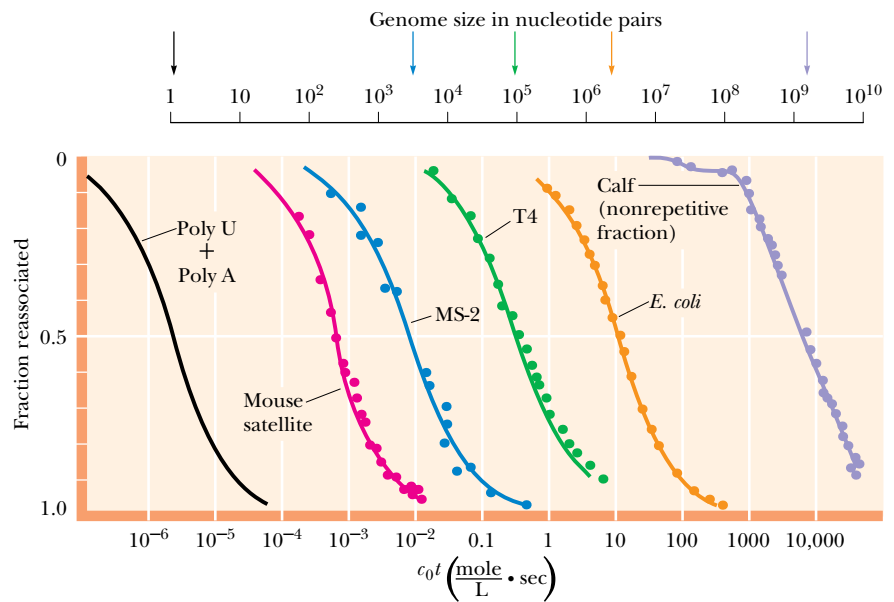 Genome size in nucleotide pairs
1 10 10² 10³ 10⁴ 10⁵ 10⁶ 10⁷ 10⁸ 10⁹ 10¹⁰
0
0.5
1.0
Fraction reassociated
Poly U
+
Poly A
Mouse
satellite
MS-2
T4
E. coli
Calf
(nonrepetitive
fraction)
10⁻⁶ 10⁻⁵ 10⁻⁴ 10⁻³ 10⁻² 0.1 1 10 100 1000 10,000
c₀t (mole/L • sec)